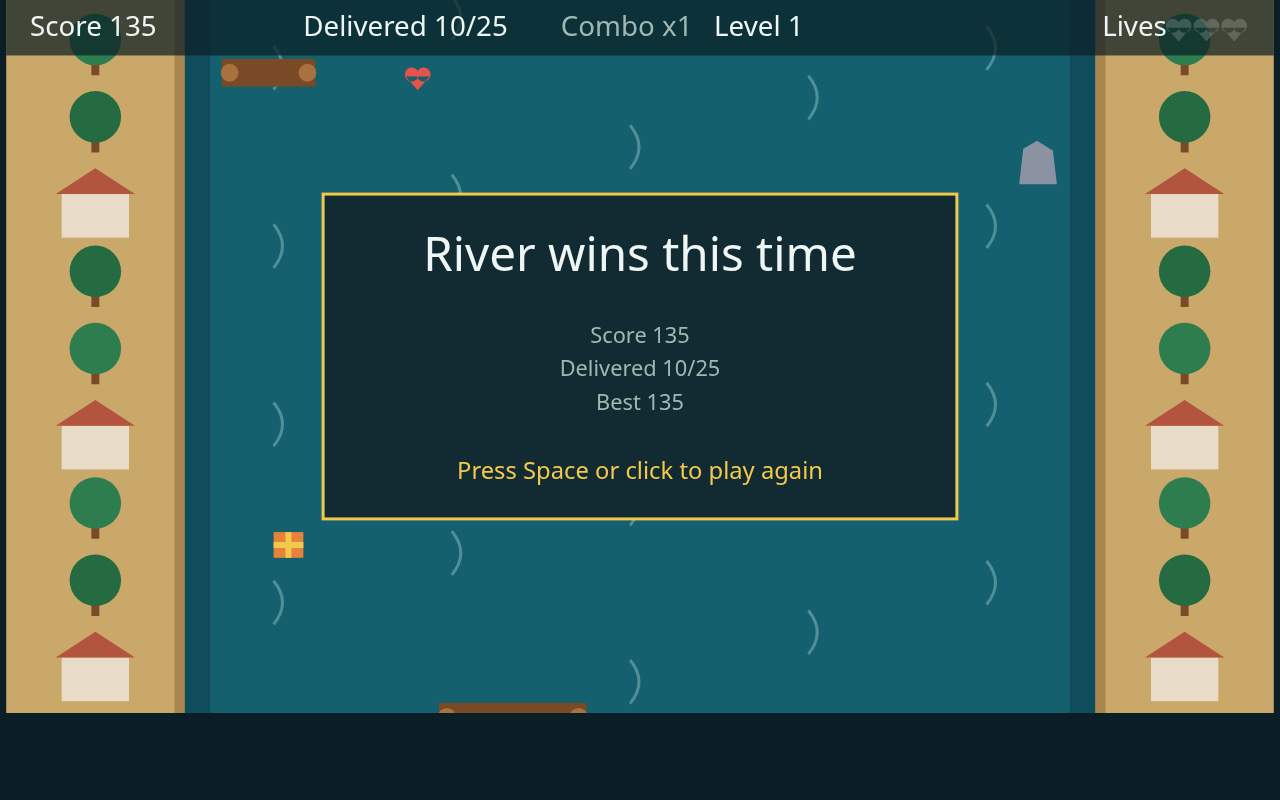 Score 135 Delivered 10/25 Combo x1 Level 1 Lives
River wins this time
Score 135
Delivered 10/25
Best 135
Press Space or click to play again